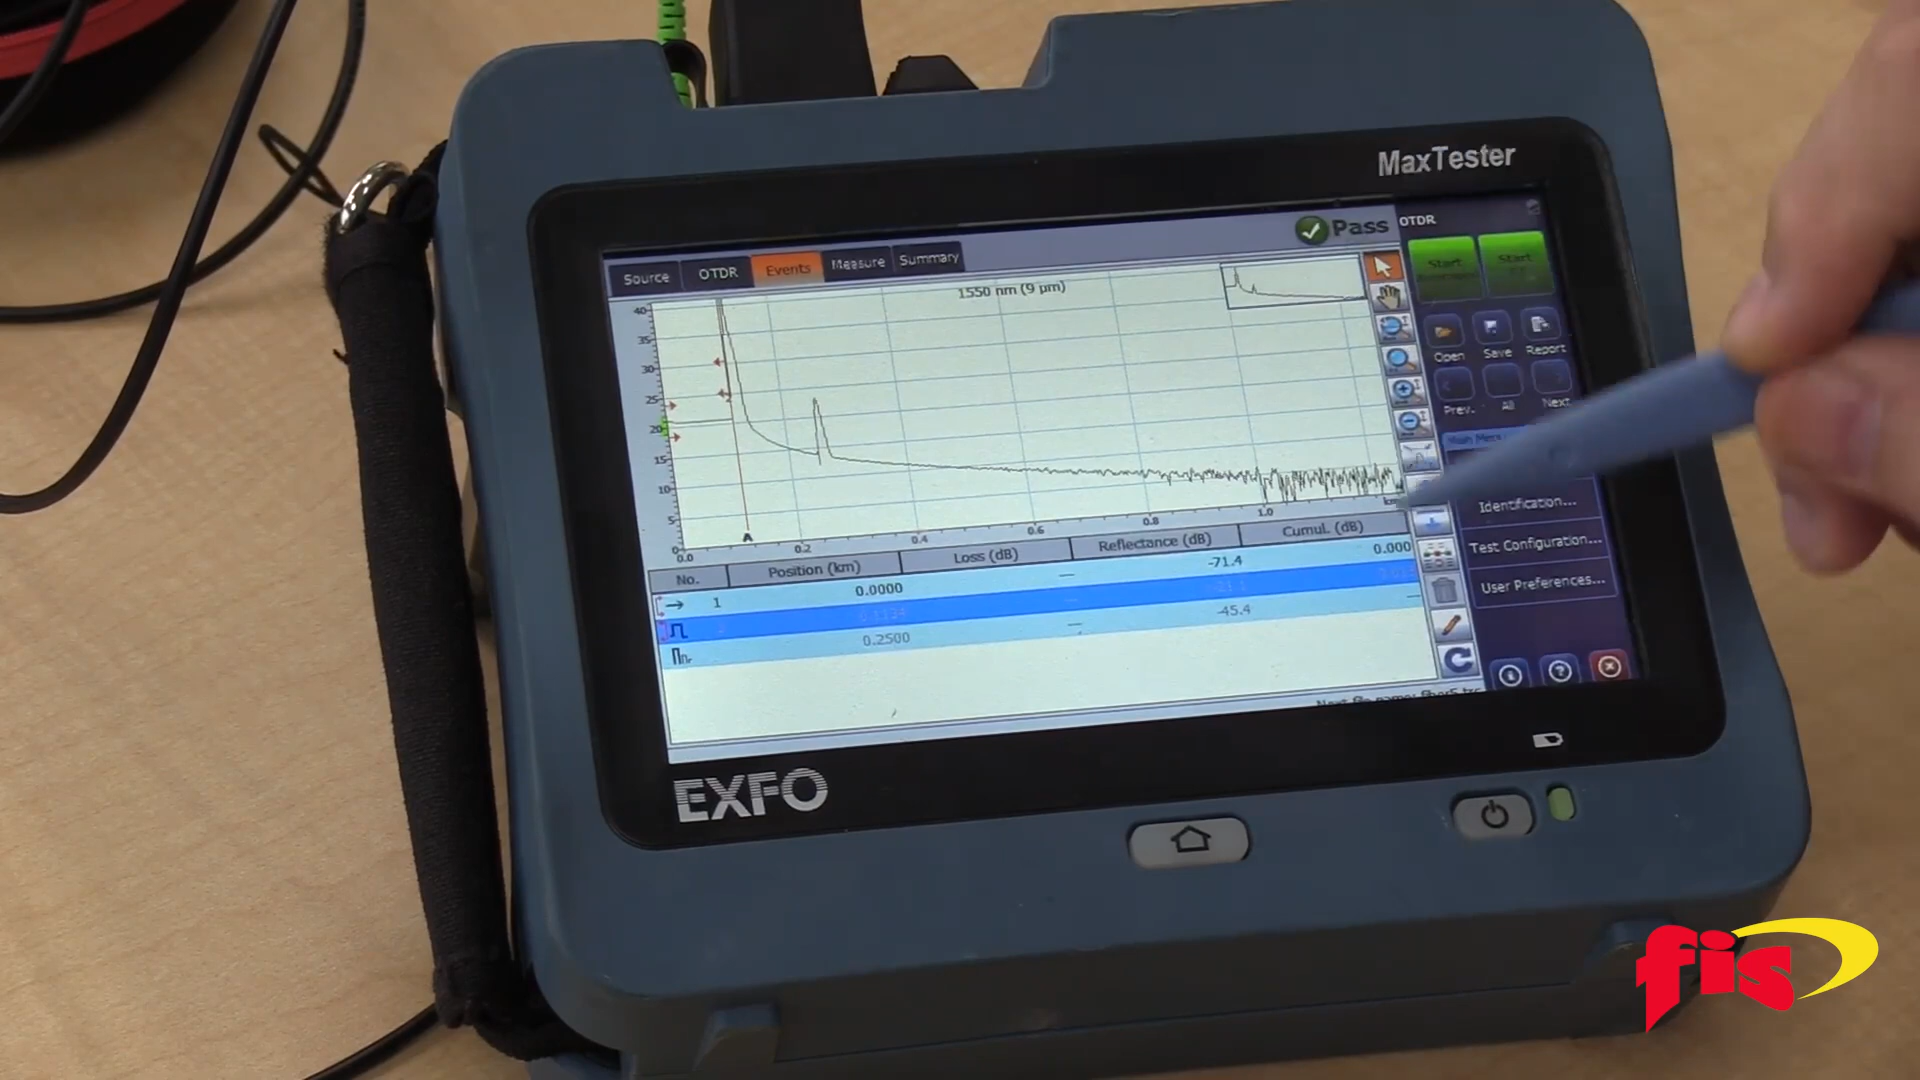 MaxTester
Pass
OTDR
Source
OTDR
Events
Measure
Summary
Start
Start
1550 nm (9 µm)
40
35
30
25
20
15
10
5
0.0
0.2
0.4
0.6
0.8
1.0
km
A
Open
Save
Report
Prev.
All
Next
Identification...
Test Configuration...
User Preferences...
No.
Position (km)
Loss (dB)
Reflectance (dB)
Cumul. (dB)
1
0.0000
---
-71.4
0.000
0.2500
---
-45.4
---
EXFO
fis